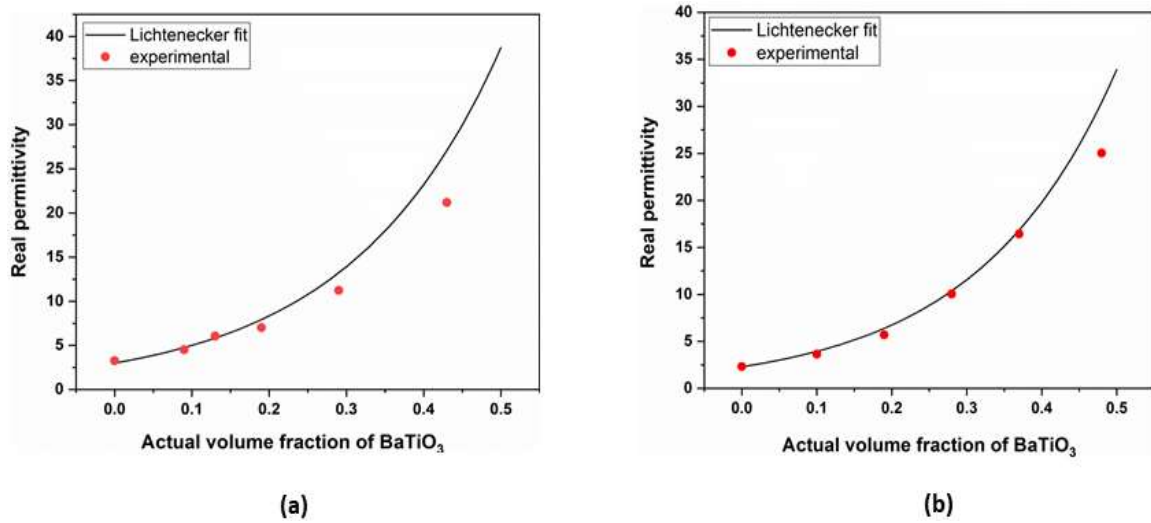 Lichtenecker fit
experimental
Real permittivity
40
35
30
25
20
15
10
5
0
0.0 0.1 0.2 0.3 0.4 0.5
Actual volume fraction of BaTiO₃
(a)
Lichtenecker fit
experimental
Real permittivity
40
35
30
25
20
15
10
5
0
0.0 0.1 0.2 0.3 0.4 0.5
Actual volume fraction of BaTiO₃
(b)